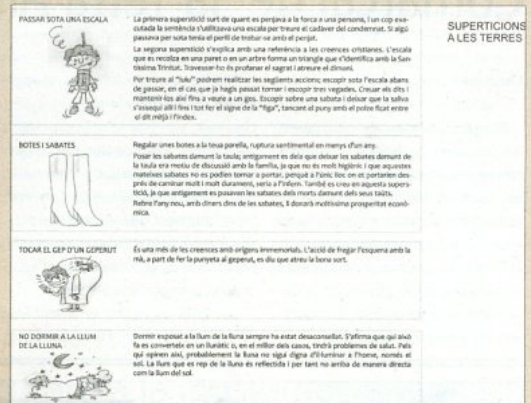 PASSAR SOTA UNA ESCALA
La primera superstició surt de quant es penjava a la forca a una persona, i un cop exe-
cutada la sentència s'utilitzava una escala per treure el cadàver del condemnat. Si algú
passava per sota tenia el perill de trobar-se amb el penjat.
La segona superstició s'explica amb una referència a les creences cristianes. L'escala
que es recolza en una paret o en un arbre forma un triangle que s'identifica amb la San-
tíssima Trinitat. Travessar-ho és profanar el sagrat i atreure el dimoni.
Per treure al "lulu" podrem realitzar les següents accions; escopir sota l'escala abans
de passar, en el cas que ja hagis passat tornar i escopir tres vegades. Creuar els dits i
mantenir-los així fins a veure a un gos. Escopir sobre una sabata i deixar que la saliva
s'assequi allí i fins i tot fer el signe de la "figa", tancant el puny amb el polze ficat entre
el dit mitjà i l'índex.
BOTES I SABATES
Regalar unes botes a la teua parella, ruptura sentimental en menys d'un any.
Posar les sabates damunt la taula; antigament es deia que deixar les sabates damunt de
la taula era motiu de discussió amb la família, ja que no és molt higiènic i que aquestes
mateixes sabates no es podien tornar a portar, perquè a l'únic lloc on et portarien des-
prés de caminar molt i molt durament, seria a l'infern. També es creu en aquesta supers-
tició, ja que antigament es posaven les sabates dels morts damunt dels seus taüts.
Rebre l'any nou, amb diners dins de les sabates, li donarà moltíssima prosperitat econò-
mica.
TOCAR EL GEP D'UN GEPERUT
És una més de les creences amb orígens immemorials. L'acció de fregar l'esquena amb la
mà, a part de fer la punyeta al geperut, es diu que atreu la bona sort.
NO DORMIR A LA LLUM
DE LA LLUNA
Dormir exposat a la llum de la lluna sempre ha estat desaconsellat. S'afirma que qui això
fa es converteix en un llunàtic o, en el millor dels casos, tindrà problemes de salut. Pels
qui opinen així, probablement la lluna no sigui digna d'il·luminar a l'home, només el
sol. La llum que es rep de la lluna és reflectida i per tant no arriba de manera directa
com la llum del sol.
SUPERTICIONS
A LES TERRES